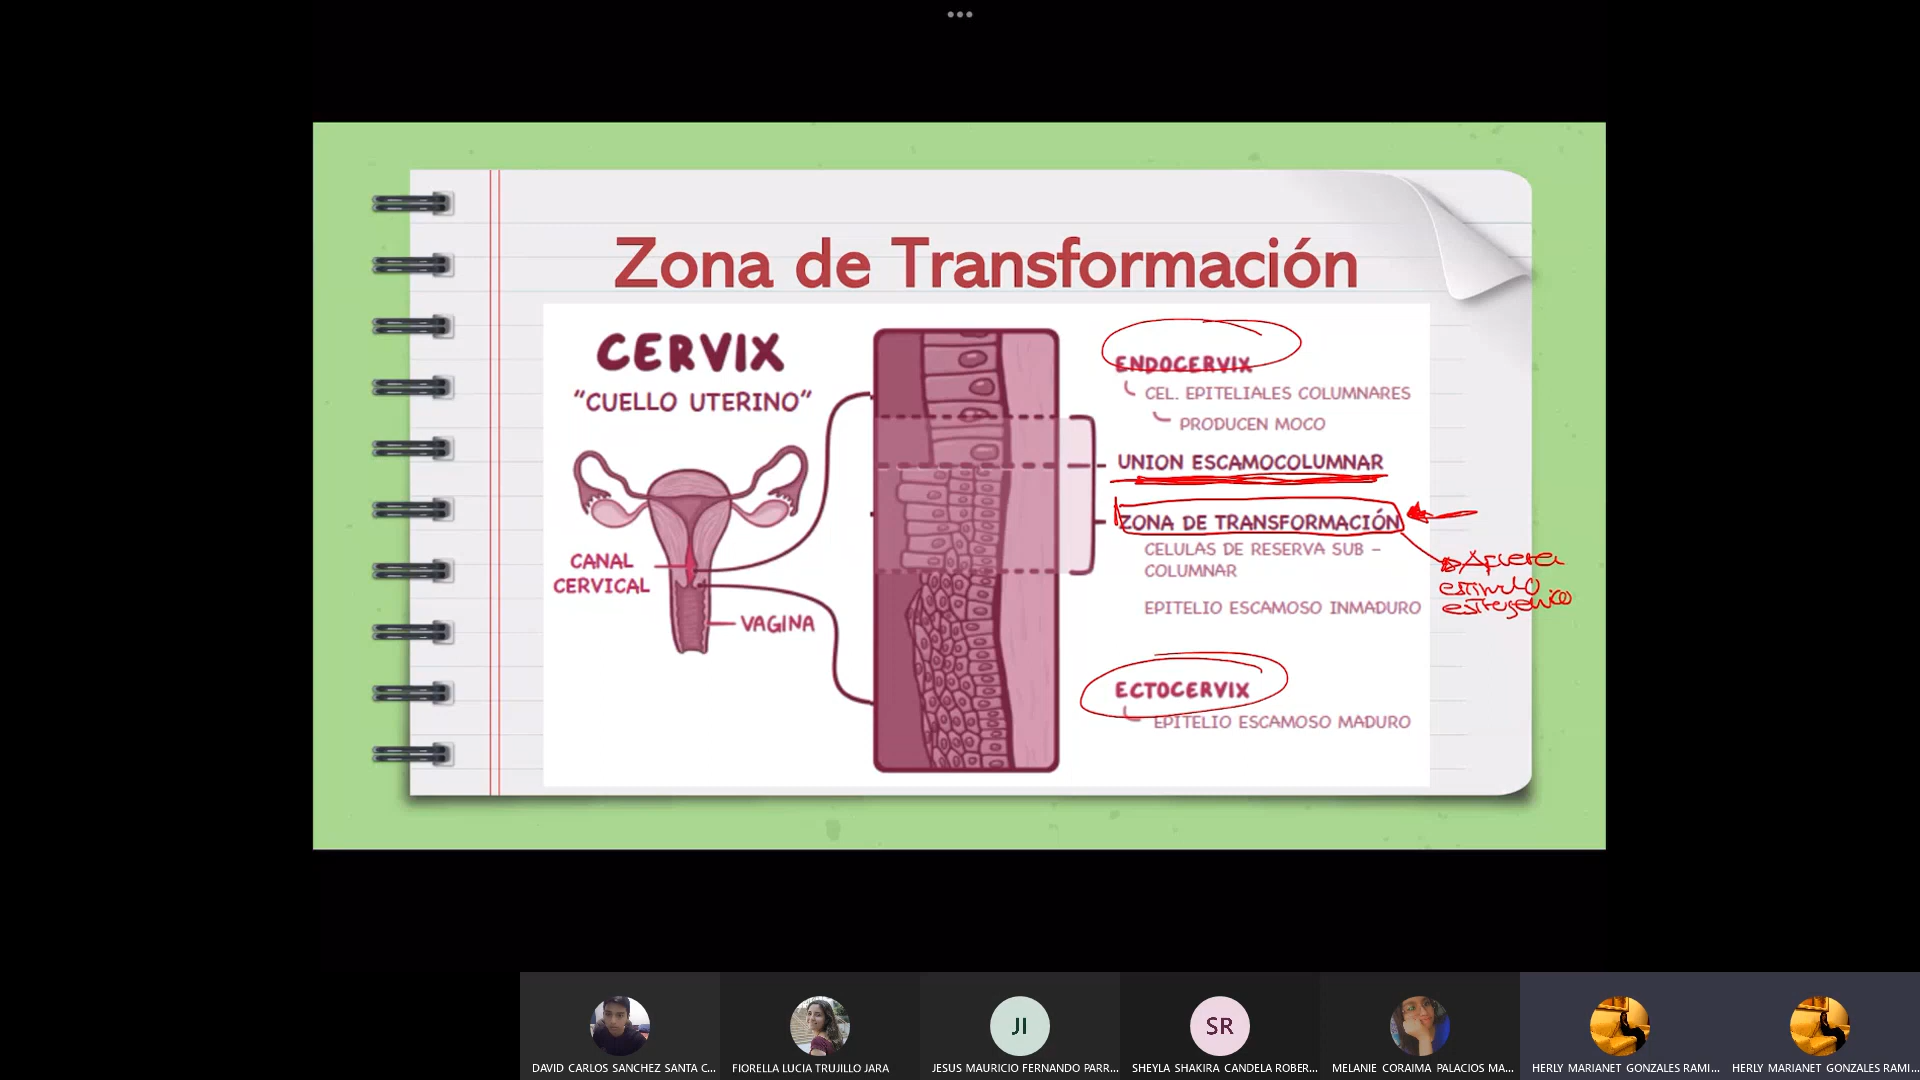 Zona de Transformación
CERVIX
“CUELLO UTERINO”
CANAL
CERVICAL
VAGINA
ENDOCERVIX
CEL. EPITELIALES COLUMNARES
PRODUCEN MOCO
UNION ESCAMOCOLUMNAR
ZONA DE TRANSFORMACIÓN
CELULAS DE RESERVA SUB -
COLUMNAR
EPITELIO ESCAMOSO INMADURO
estimulo
estrogenico
ECTOCERVIX
EPITELIO ESCAMOSO MADURO
JI
SR
DAVID CARLOS SANCHEZ SANTA C...
FIORELLA LUCIA TRUJILLO JARA
JESUS MAURICIO FERNANDO PARR...
SHEYLA SHAKIRA CANDELA ROBER...
MELANIE CORAIMA PALACIOS MA...
HERLY MARIANET GONZALES RAMI...
HERLY MARIANET GONZALES RAMI...